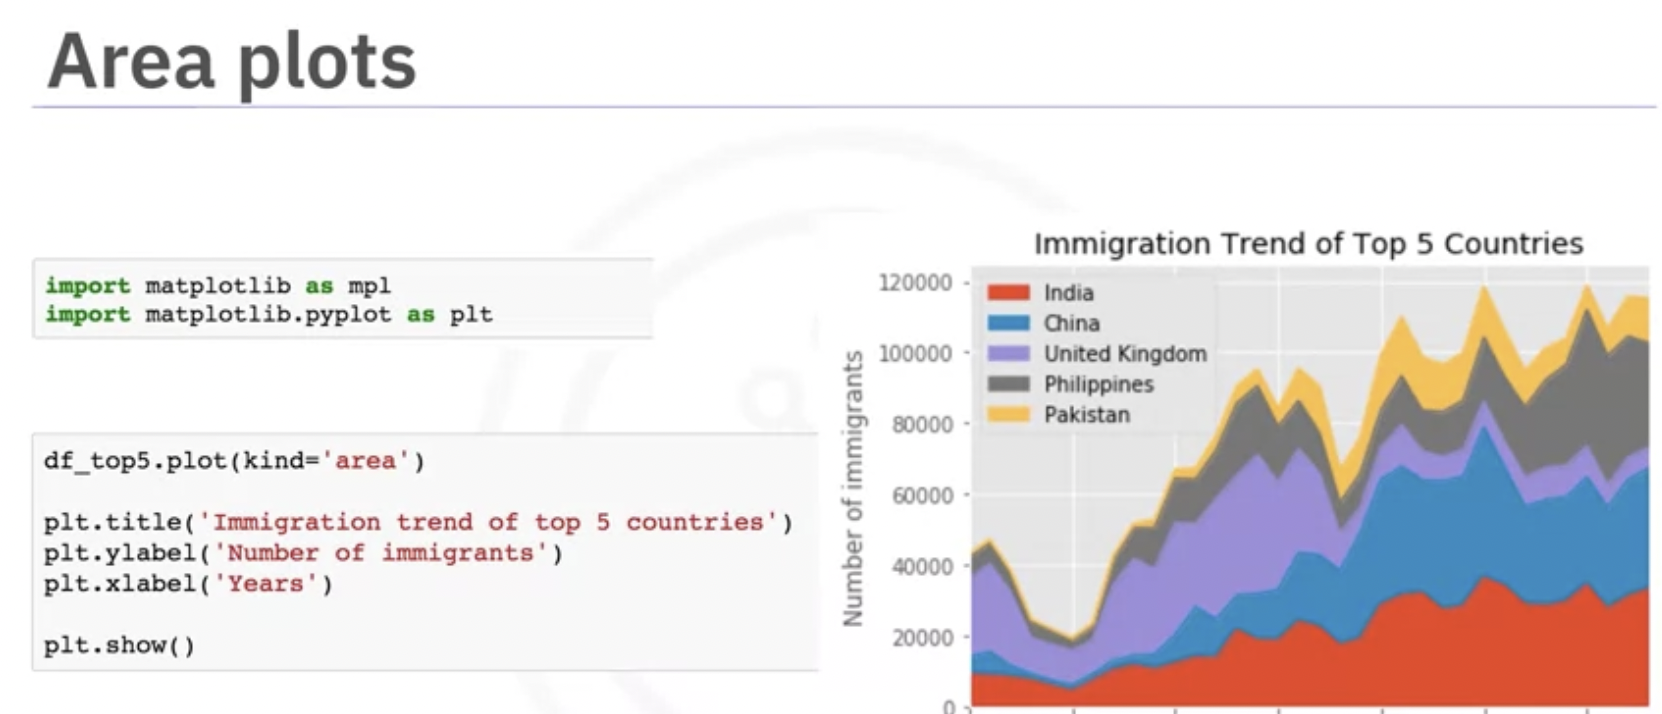 Area plots
import matplotlib as mpl
import matplotlib.pyplot as plt
df_top5.plot(kind='area')
plt.title('Immigration trend of top 5 countries')
plt.ylabel('Number of immigrants')
plt.xlabel('Years')
plt.show()
Immigration Trend of Top 5 Countries
Number of immigrants
120000
100000
80000
60000
40000
20000
0
India
China
United Kingdom
Philippines
Pakistan